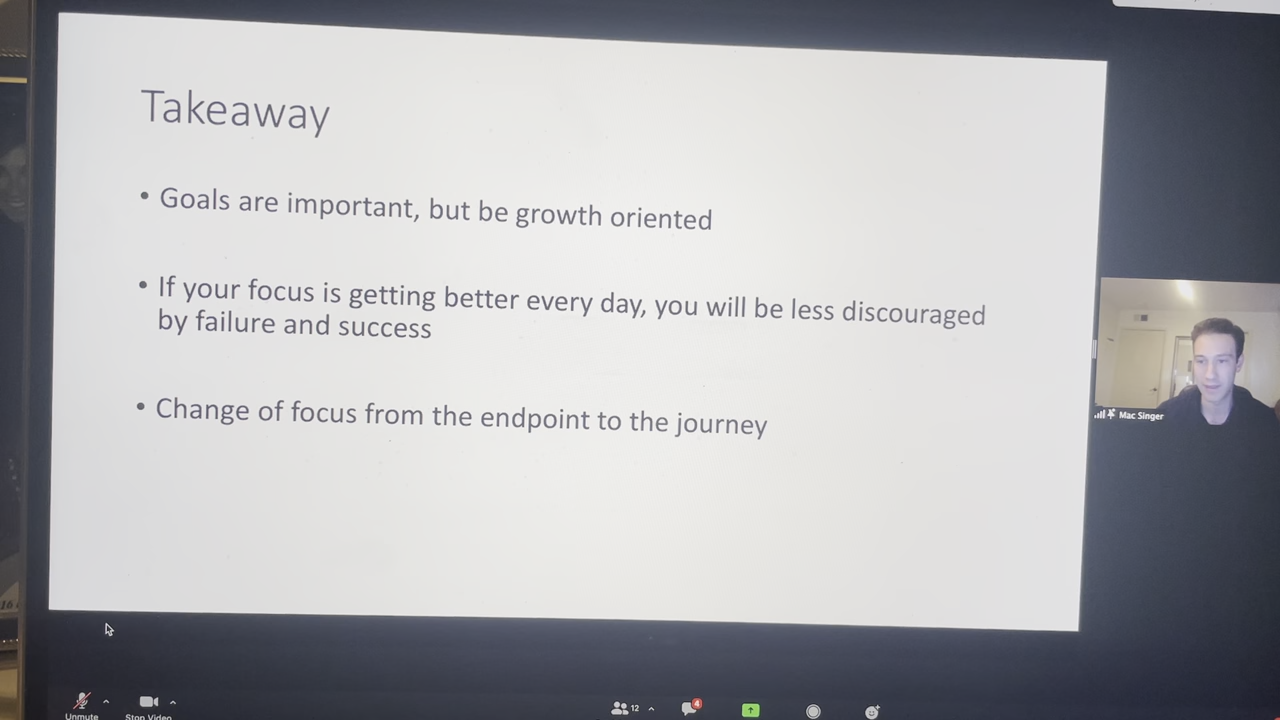 Takeaway
• Goals are important, but be growth oriented
• If your focus is getting better every day, you will be less discouraged
by failure and success
• Change of focus from the endpoint to the journey
Mac Singer
12
4
Unmute
Stop Video